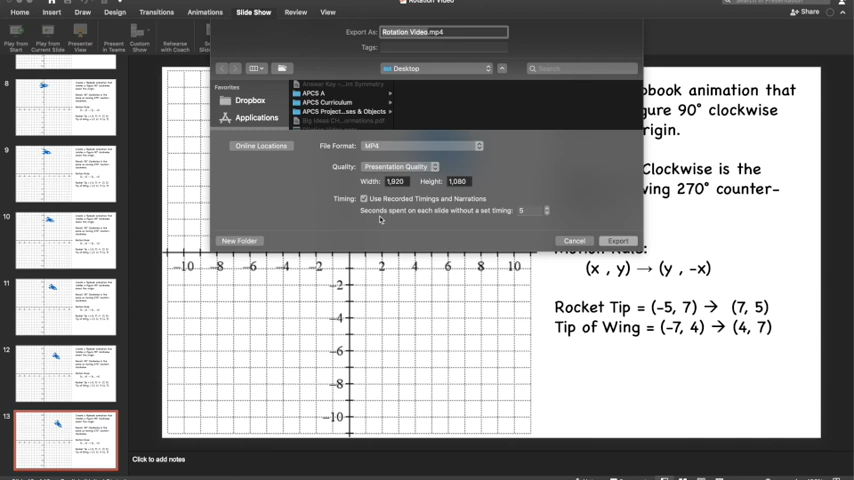 Rotation Video
Search in Presentation
Home Insert Draw Design Transitions Animations Slide Show Review View Share
Play from Start
Play from Current Slide
Presenter View
Present in Teams
Custom Show
Rehearse with Coach
Export As: Rotation Video.mp4
Tags:
Desktop
Search
Favorites
Dropbox
Applications
APCS A
APCS Curriculum
APCS Project...ses & Objects
Online Locations
File Format: MP4
Quality: Presentation Quality
Width: 1,920 Height: 1,080
Timing: Use Recorded Timings and Narrations
Seconds spent on each slide without a set timing: 5
New Folder
Cancel
Export
8
9
10
11
12
13
book animation that
gure 90° clockwise
rigin.
Clockwise is the
ving 270° counter-
(x , y) → (y , -x)
Rocket Tip = (-5, 7) → (7, 5)
Tip of Wing = (-7, 4) → (4, 7)
-10 -8 -6 -4 -2 2 4 6 8 10
-2
-4
-6
-8
-10
Click to add notes